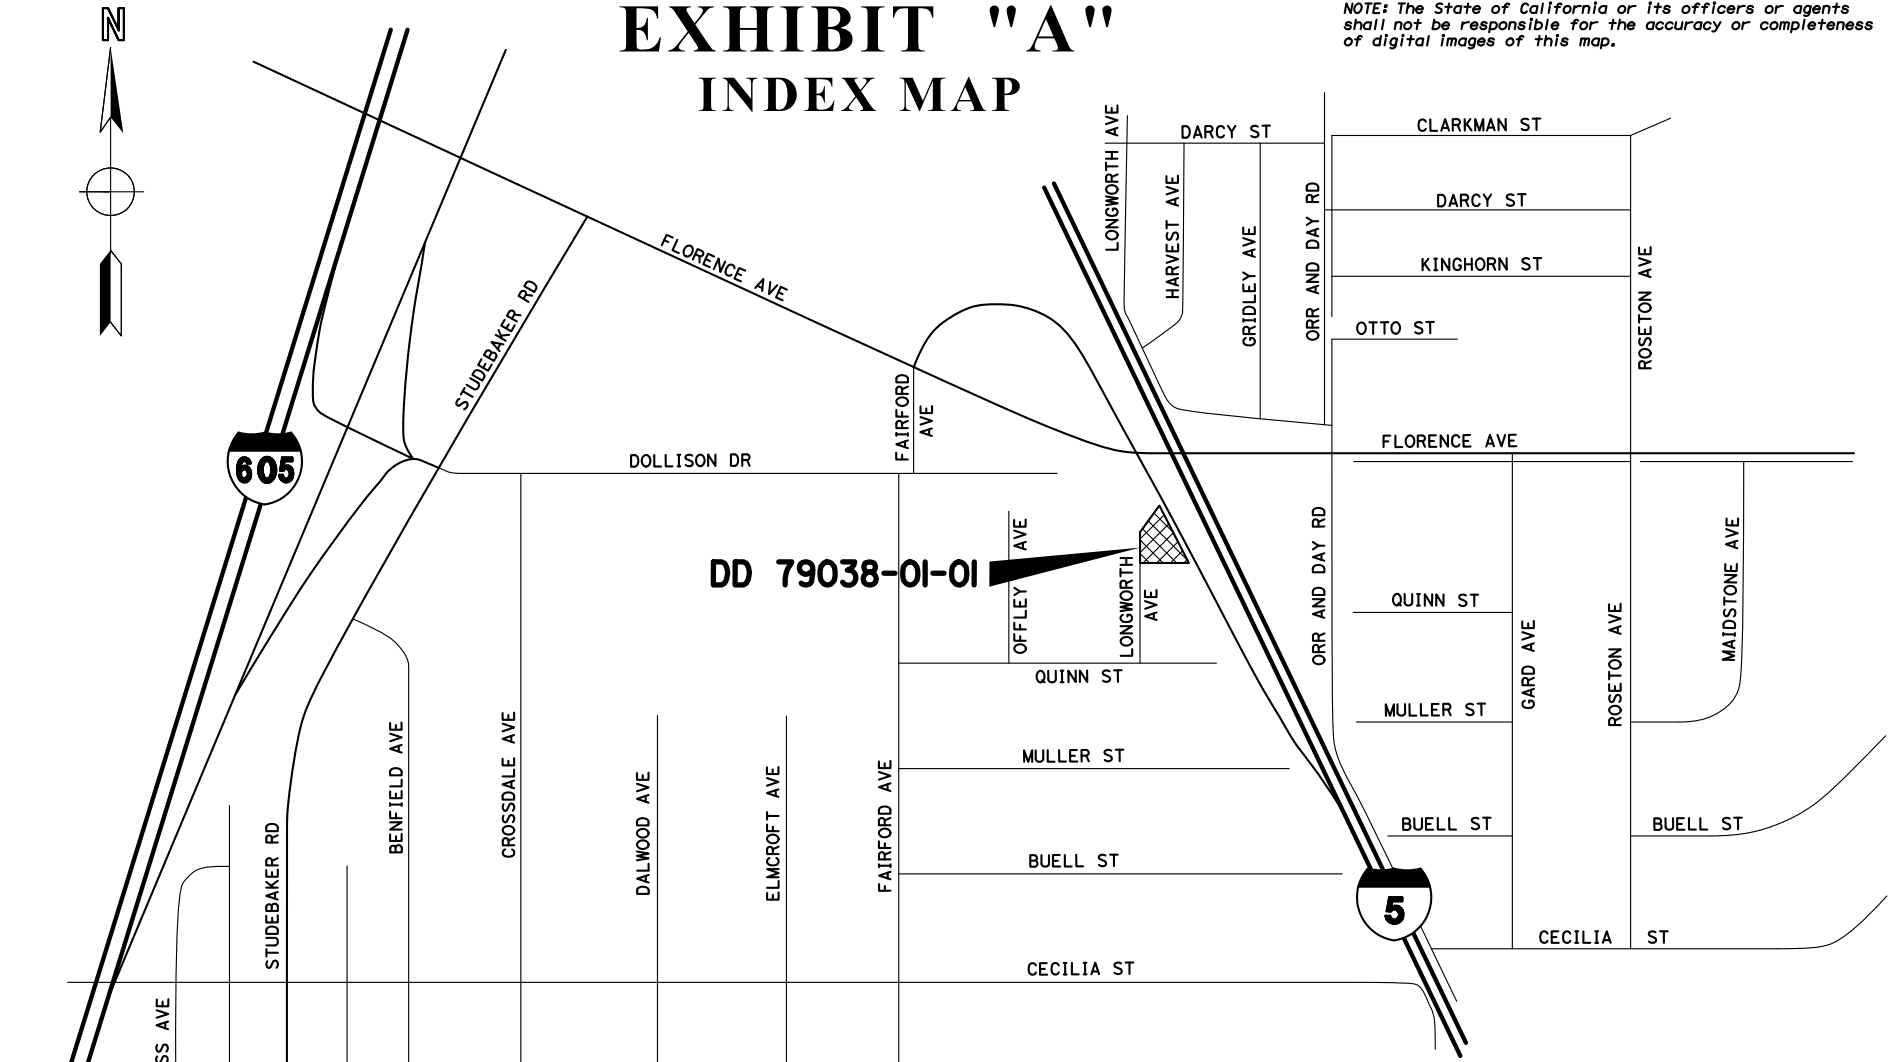 N
EXHIBIT "A"
INDEX MAP
NOTE: The State of California or its officers or agents
shall not be responsible for the accuracy or completeness
of digital images of this map.
LONGWORTH AVE
DARCY ST
CLARKMAN ST
HARVEST AVE
GRIDLEY AVE
ORR AND DAY RD
DARCY ST
KINGHORN ST
OTTO ST
ROSETON AVE
FLORENCE AVE
STUDEBAKER RD
FAIRFORD
AVE
FLORENCE AVE
605
DOLLISON DR
DD 79038-01-01
OFFLEY AVE
LONGWORTH
AVE
ORR AND DAY RD
QUINN ST
GARD AVE
ROSETON AVE
MAIDSTONE AVE
QUINN ST
MULLER ST
BENFIELD AVE
CROSSDALE AVE
DALWOOD AVE
ELMCROFT AVE
FAIRFORD AVE
MULLER ST
BUELL ST
BUELL ST
STUDEBAKER RD
BUELL ST
5
CECILIA ST
CECILIA ST
SS AVE